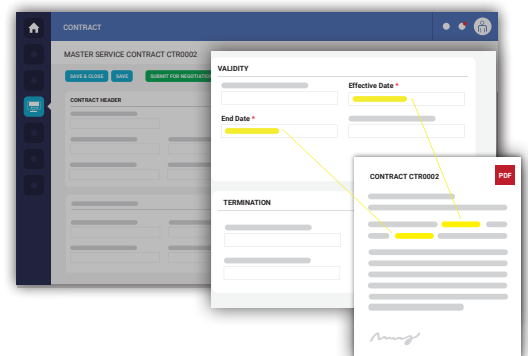 CONTRACT
MASTER SERVICE CONTRACT CTR0002
SAVE & CLOSE
SAVE
SUBMIT FOR NEGOTIATION
CONTRACT HEADER
VALIDITY
Effective Date *
End Date *
TERMINATION
CONTRACT CTR0002
PDF